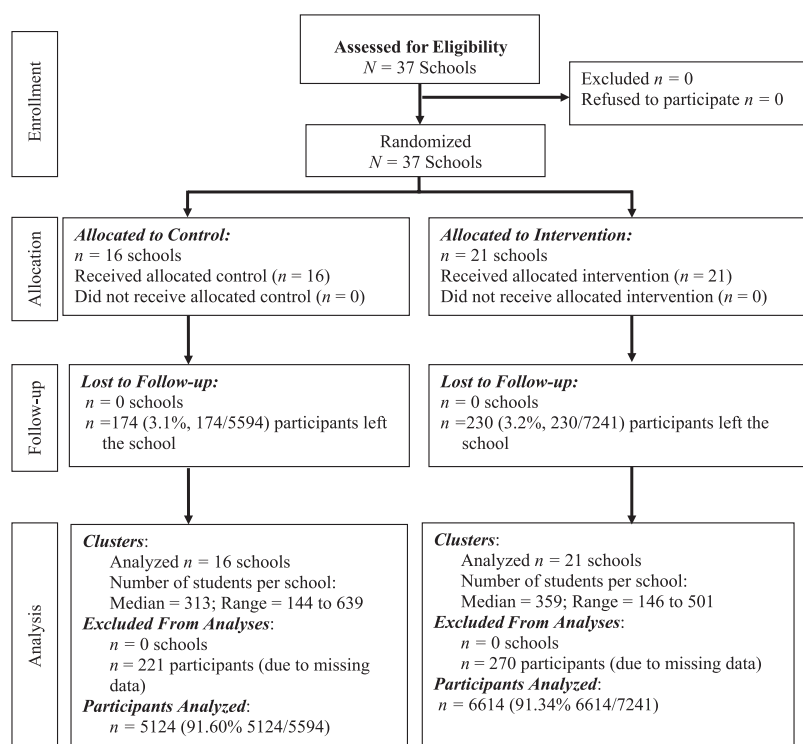 Enrollment
Assessed for Eligibility
N = 37 Schools
Excluded n = 0
Refused to participate n = 0
Randomized
N = 37 Schools
Allocation
Allocated to Control:
n = 16 schools
Received allocated control (n = 16)
Did not receive allocated control (n = 0)
Allocated to Intervention:
n = 21 schools
Received allocated intervention (n = 21)
Did not receive allocated intervention (n = 0)
Follow-up
Lost to Follow-up:
n = 0 schools
n =174 (3.1%, 174/5594) participants left
the school
Lost to Follow-up:
n = 0 schools
n =230 (3.2%, 230/7241) participants left the
school
Analysis
Clusters:
Analyzed n = 16 schools
Number of students per school:
Median = 313; Range = 144 to 639
Excluded From Analyses:
n = 0 schools
n = 221 participants (due to missing
data)
Participants Analyzed:
n = 5124 (91.60% 5124/5594)
Clusters:
Analyzed n = 21 schools
Number of students per school:
Median = 359; Range = 146 to 501
Excluded From Analyses:
n = 0 schools
n = 270 participants (due to missing data)
Participants Analyzed:
n = 6614 (91.34% 6614/7241)